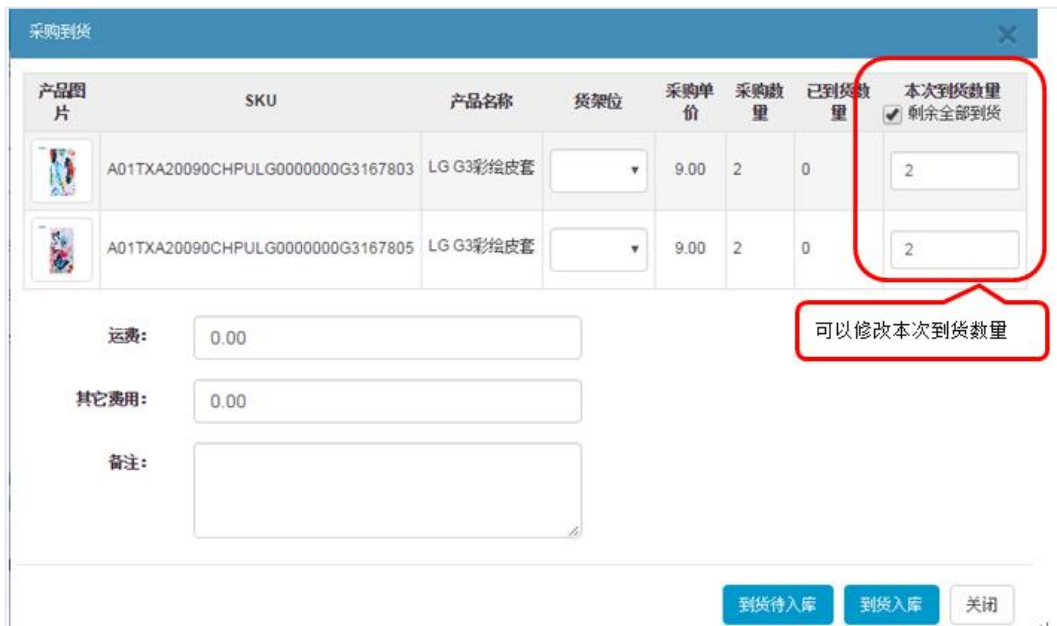 采购到货
产品图片 SKU 产品名称 货架位 采购单价 采购数量 已到货数量 本次到货数量
剩余全部到货
A01TXA20090CHPULG0000000G3167803 LG G3彩绘皮套 9.00 2 0 2
A01TXA20090CHPULG0000000G3167805 LG G3彩绘皮套 9.00 2 0 2
可以修改本次到货数量
运费: 0.00
其它费用: 0.00
备注:
到货待入库 到货入库 关闭